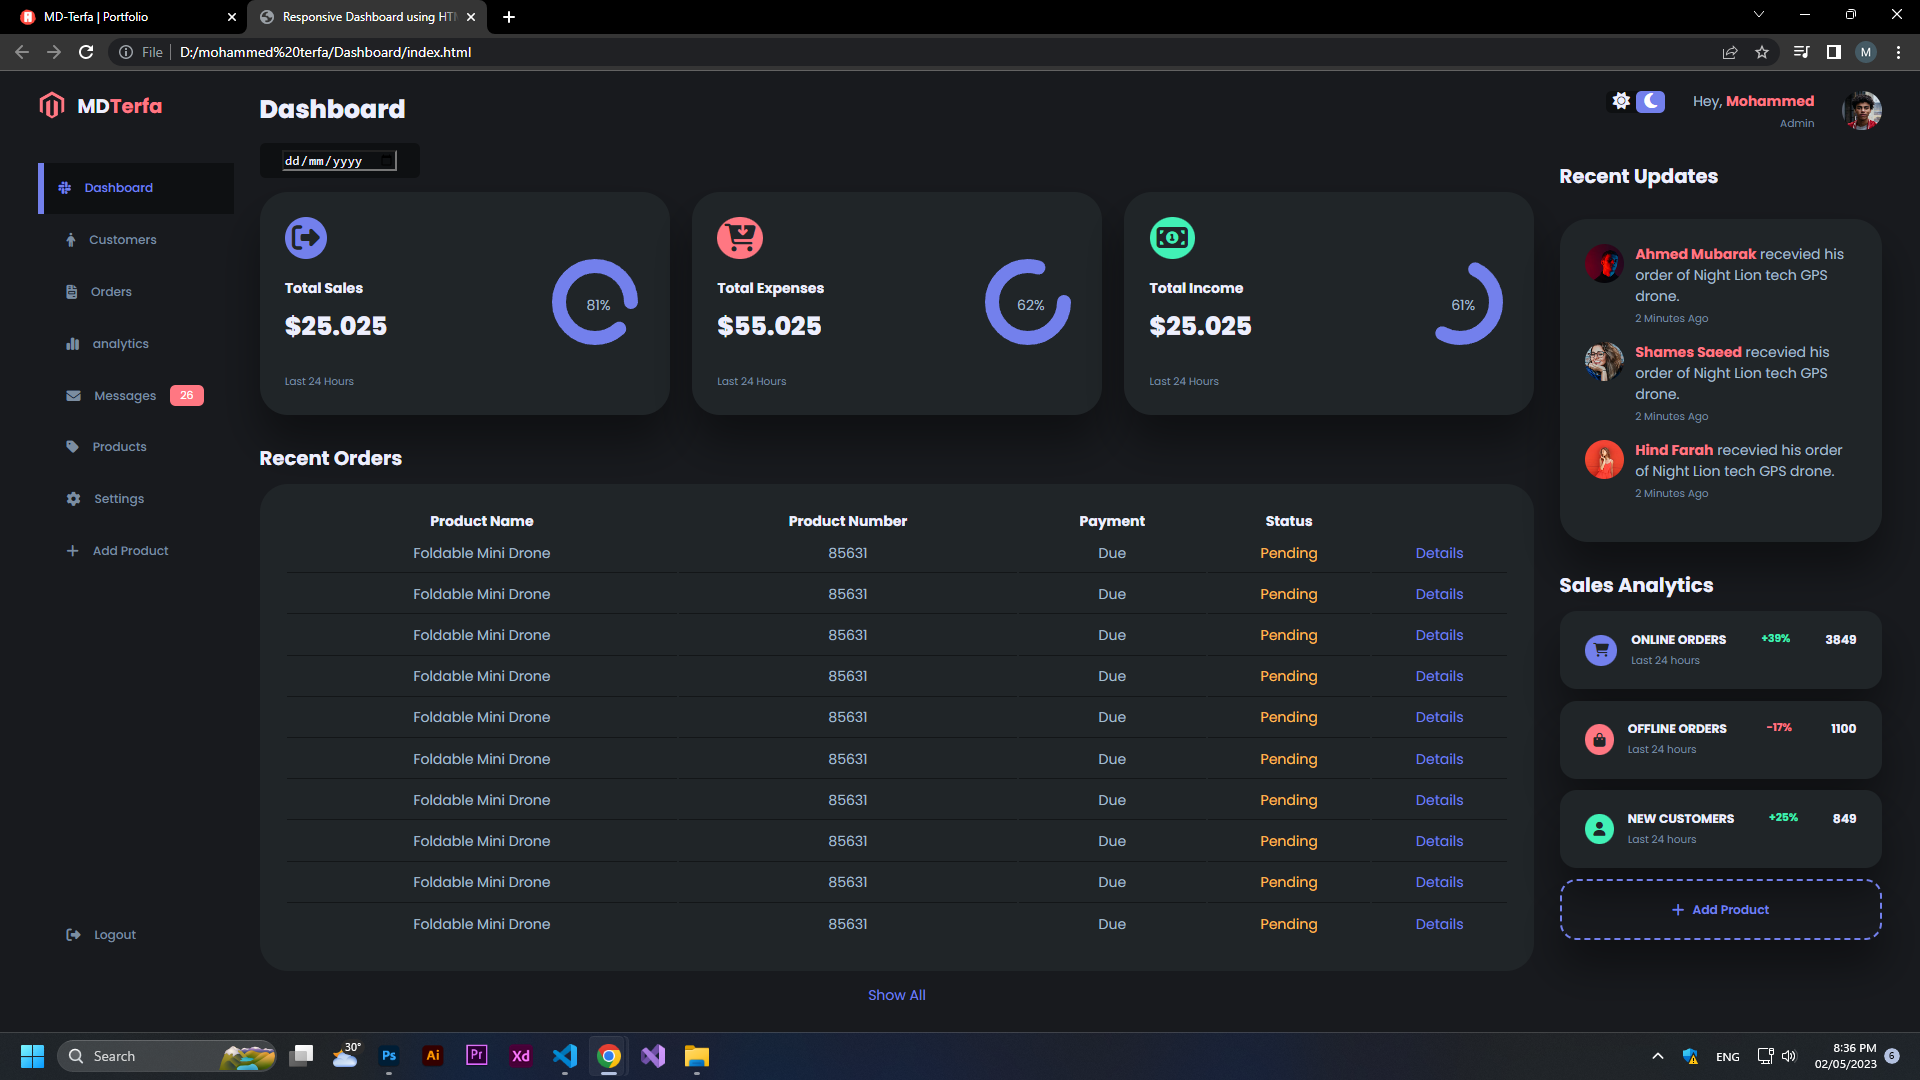 MD-Terfa | Portfolio
Responsive Dashboard using HTM
File
D:/mohammed%20terfa/Dashboard/index.html
M
MDTerfa
Dashboard
Customers
Orders
analytics
Messages 26
Products
Settings
Add Product
Logout
Dashboard
dd/mm/yyyy
Total Sales
$25.025
81%
Last 24 Hours
Total Expenses
$55.025
62%
Last 24 Hours
1
Total Income
$25.025
61%
Last 24 Hours
Recent Orders
Product Name Product Number Payment Status
Foldable Mini Drone 85631 Due Pending Details
Foldable Mini Drone 85631 Due Pending Details
Foldable Mini Drone 85631 Due Pending Details
Foldable Mini Drone 85631 Due Pending Details
Foldable Mini Drone 85631 Due Pending Details
Foldable Mini Drone 85631 Due Pending Details
Foldable Mini Drone 85631 Due Pending Details
Foldable Mini Drone 85631 Due Pending Details
Foldable Mini Drone 85631 Due Pending Details
Foldable Mini Drone 85631 Due Pending Details
Show All
Hey, Mohammed
Admin
Recent Updates
Ahmed Mubarak recevied his
order of Night Lion tech GPS
drone.
2 Minutes Ago
Shames Saeed recevied his
order of Night Lion tech GPS
drone.
2 Minutes Ago
Hind Farah recevied his order
of Night Lion tech GPS drone.
2 Minutes Ago
Sales Analytics
ONLINE ORDERS +39% 3849
Last 24 hours
OFFLINE ORDERS -17% 1100
Last 24 hours
NEW CUSTOMERS +25% 849
Last 24 hours
Add Product
Search
30°
Ps
Ai
Pr
Xd
ENG
8:36 PM
02/05/2023
6